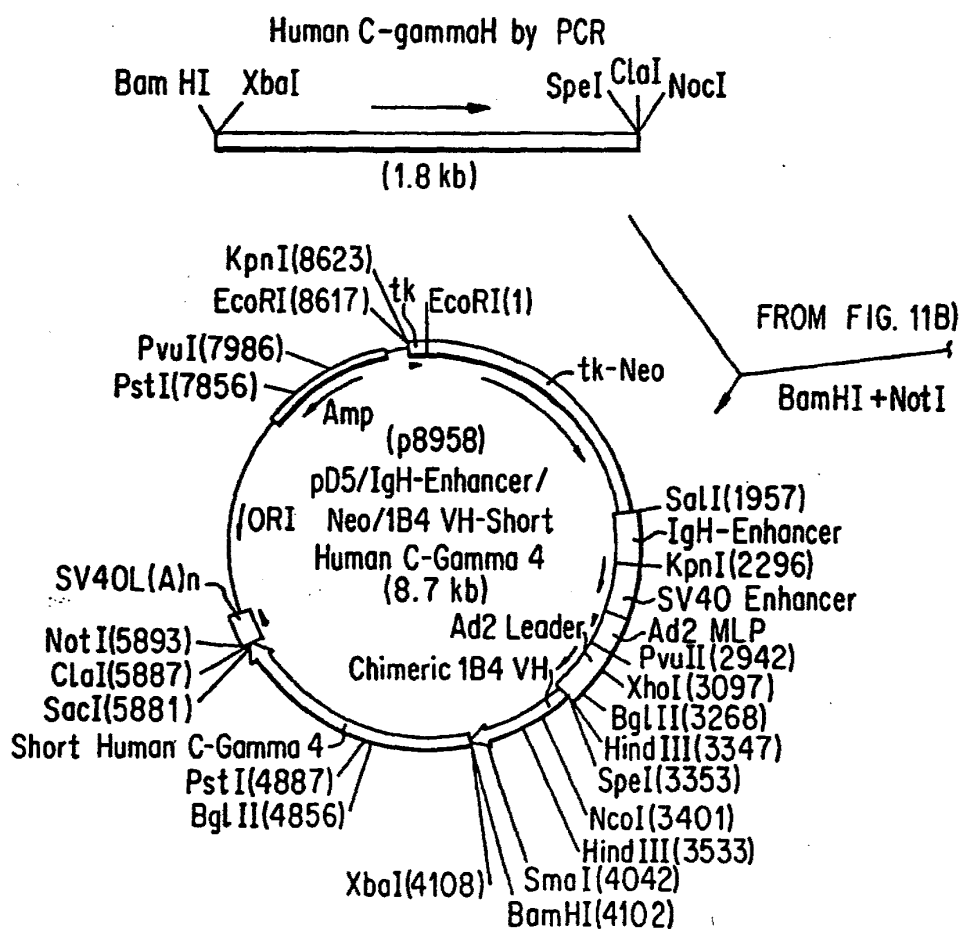 Human C-gammaH by PCR
Bam HI
XbaI
SpeI
ClaI
NocI
(1.8 kb)
KpnI(8623)
EcoRI(8617)
tk
EcoRI(1)
FROM FIG. 11B)
BamHI+NotI
PvuI(7986)
PstI(7856)
tk-Neo
Amp
(p8958)
pD5/IgH-Enhancer/
Neo/1B4 VH-Short
Human C-Gamma 4
(8.7 kb)
ORI
SalI(1957)
IgH-Enhancer
KpnI(2296)
SV40 Enhancer
Ad2 MLP
PvuII(2942)
XhoI(3097)
BglII(3268)
HindIII(3347)
SpeI(3353)
NcoI(3401)
HindIII(3533)
SmaI(4042)
BamHI(4102)
XbaI(4108)
Ad2 Leader
Chimeric 1B4 VH
SV40L(A)n
NotI(5893)
ClaI(5887)
SacI(5881)
Short Human C-Gamma 4
PstI(4887)
BglII(4856)